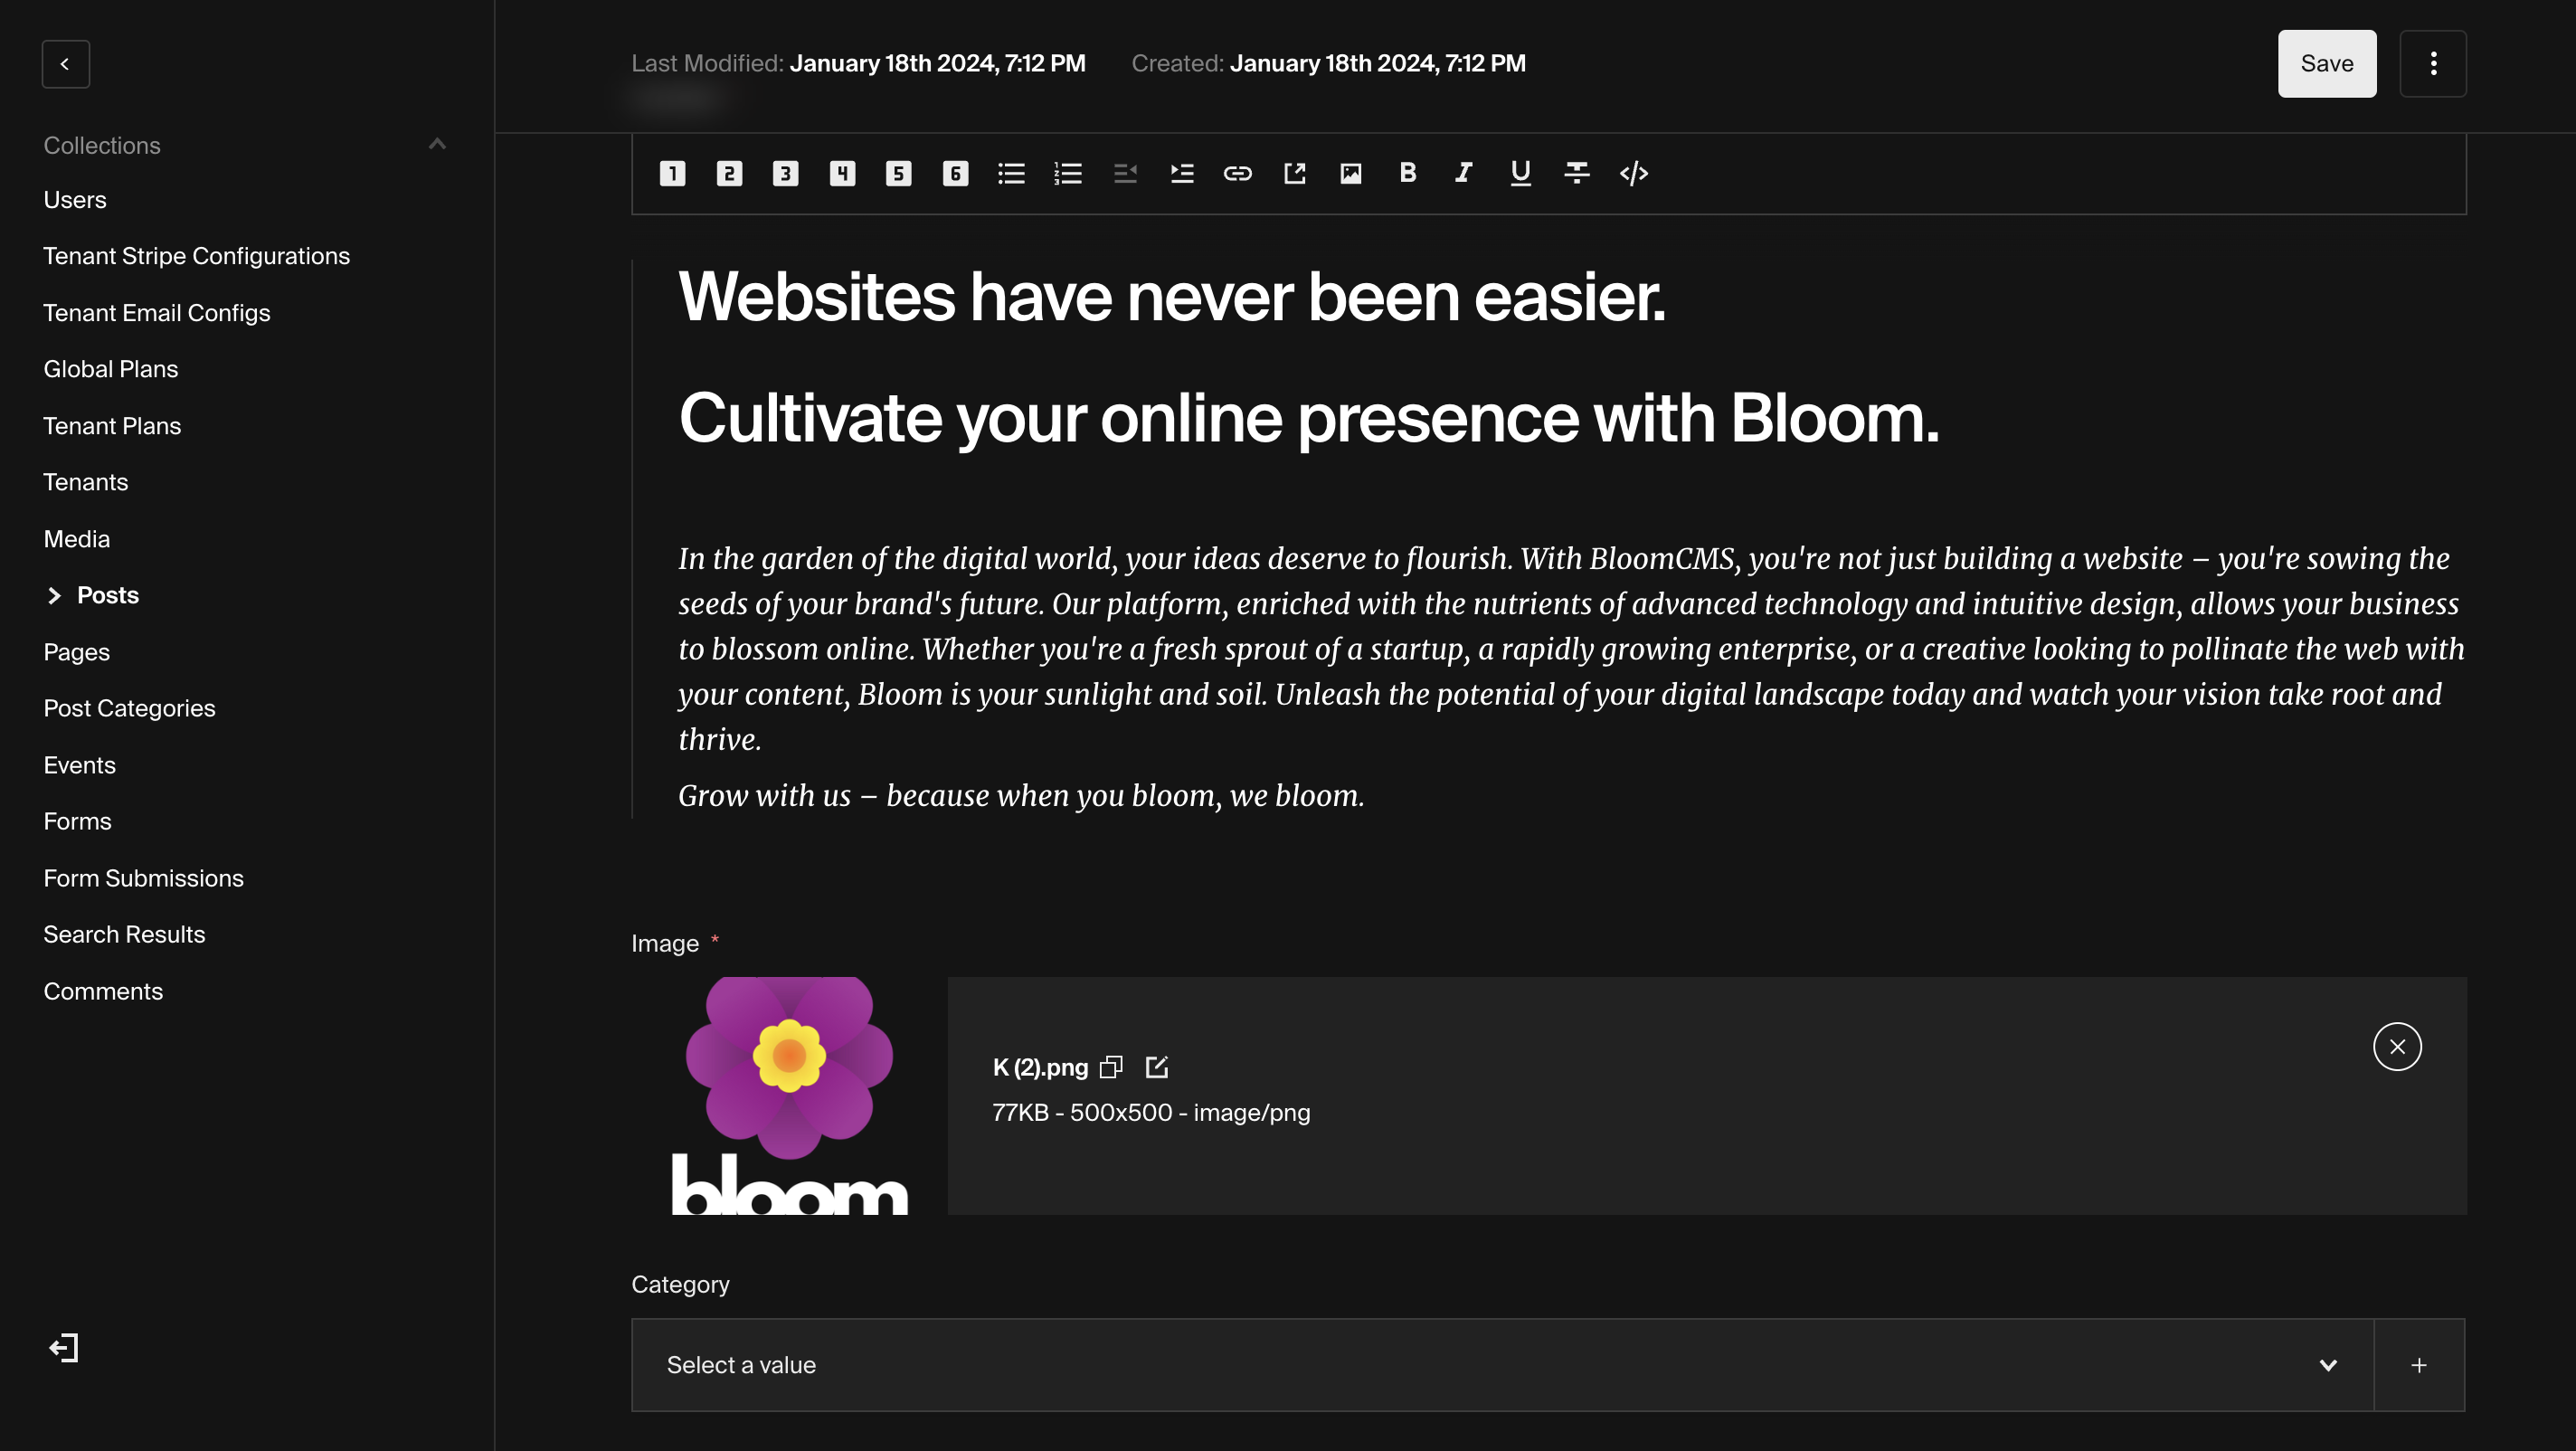 Last Modified: January 18th 2024, 7:12 PM
Created: January 18th 2024, 7:12 PM
Save
Collections
Users
Tenant Stripe Configurations
Tenant Email Configs
Global Plans
Tenant Plans
Tenants
Media
Posts
Pages
Post Categories
Events
Forms
Form Submissions
Search Results
Comments
1 2 3 4 5 6 B I U </>
Websites have never been easier.
Cultivate your online presence with Bloom.
In the garden of the digital world, your ideas deserve to flourish. With BloomCMS, you're not just building a website – you're sowing the
seeds of your brand's future. Our platform, enriched with the nutrients of advanced technology and intuitive design, allows your business
to blossom online. Whether you're a fresh sprout of a startup, a rapidly growing enterprise, or a creative looking to pollinate the web with
your content, Bloom is your sunlight and soil. Unleash the potential of your digital landscape today and watch your vision take root and
thrive.
Grow with us – because when you bloom, we bloom.
Image *
bloom
K (2).png
77KB - 500x500 - image/png
Category
Select a value